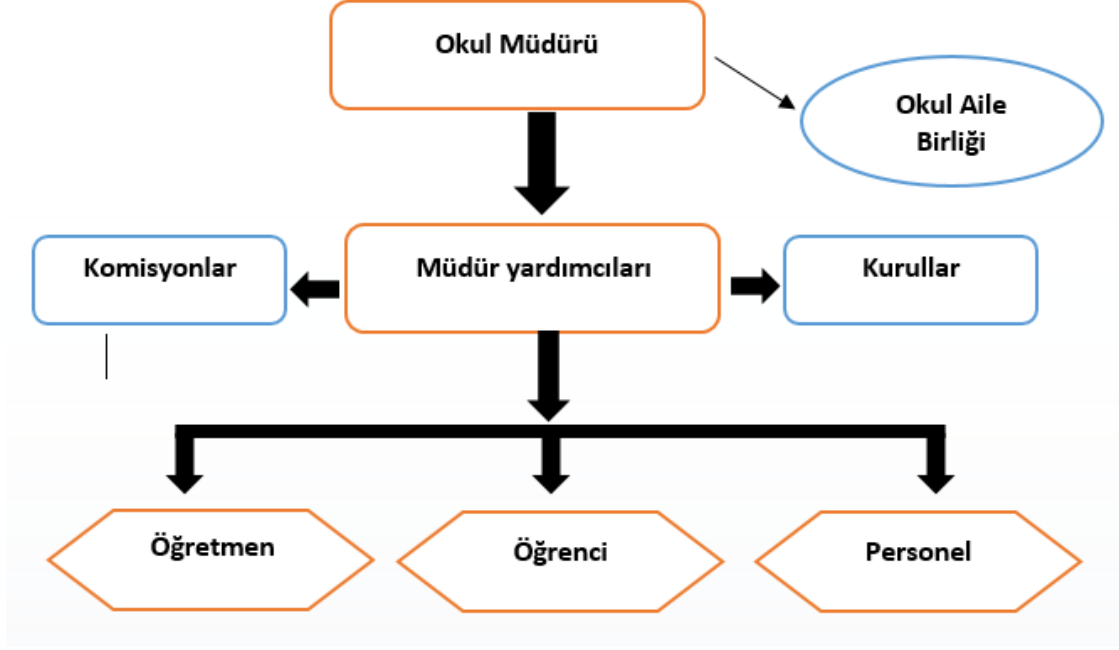 Okul Müdürü
Okul Aile
Birliği
Komisyonlar
Müdür yardımcıları
Kurullar
Öğretmen
Öğrenci
Personel